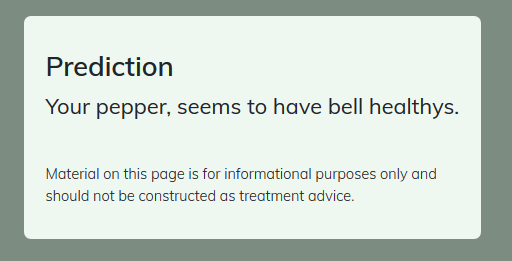 Prediction
Your pepper, seems to have bell healthys.
Material on this page is for informational purposes only and
should not be constructed as treatment advice.